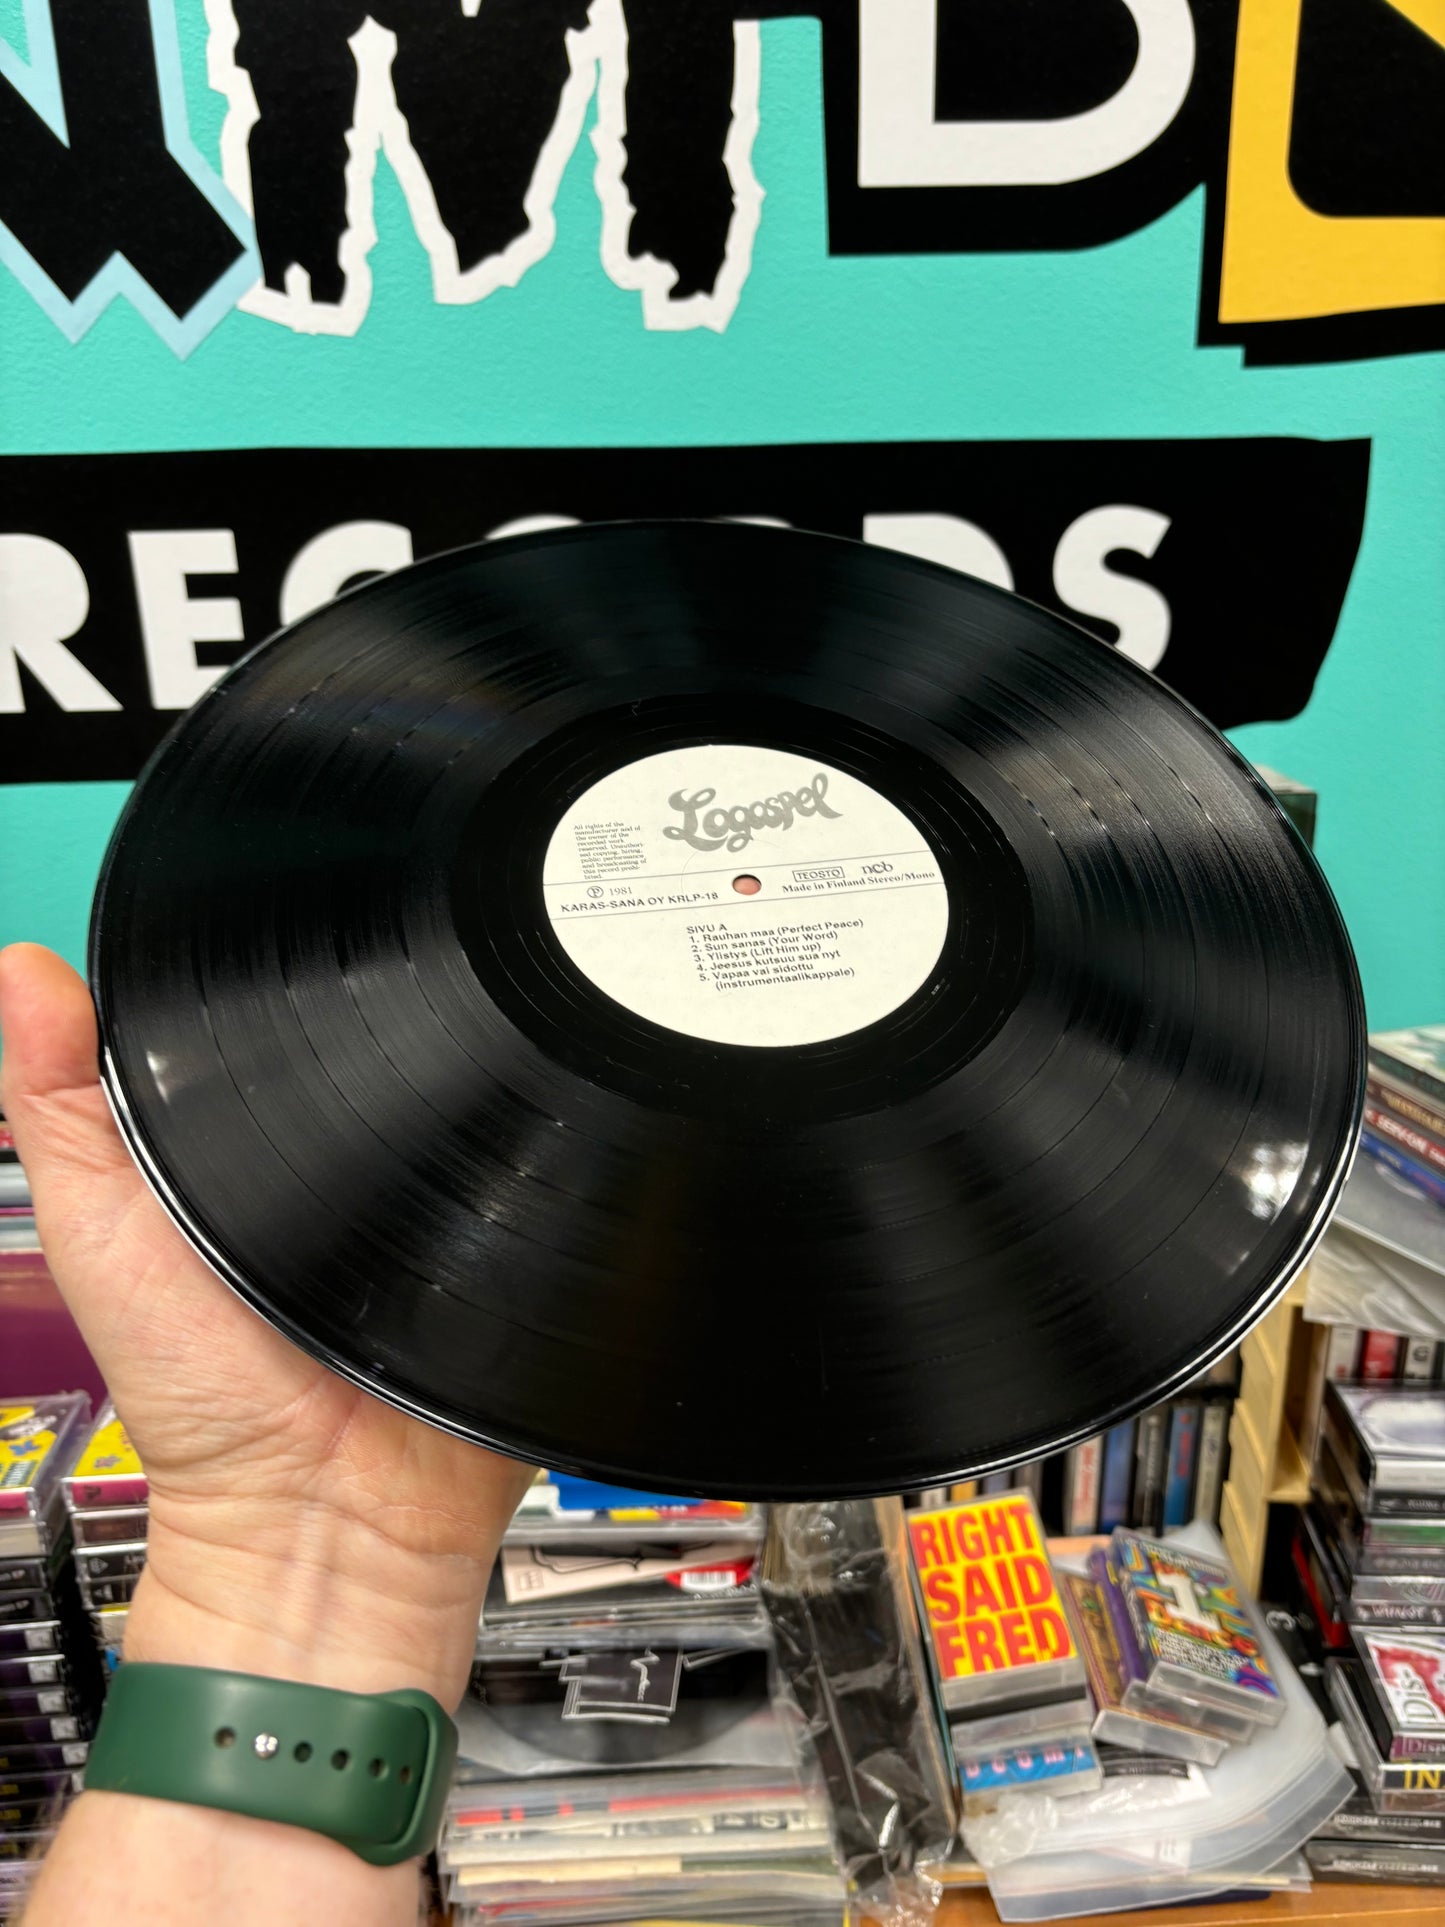 RECORDS
Logospel
All rights of the
manufacturer and of
the owner of the
recorded work
reserved. Unauthori-
sed copying, hiring,
public performance
and broadcasting of
this record prohi-
bited.
Ⓟ 1981
KARAS-SANA OY KRLP-18
TEOSTO ncb
Made in Finland Stereo/Mono
SIVU A
1. Rauhan maa (Perfect Peace)
2. Sun sanas (Your Word)
3. Ylistys (Lift Him up)
4. Jeesus kutsuu sua nyt
5. Vapaa vai sidottu
(instrumentaalikappale)
RIGHT
SAID
FRED